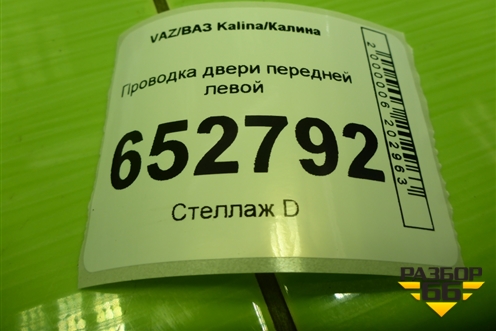 VAZ/ВАЗ Kalina/Калина
Проводка двери передней
левой
652792
Стеллаж D
2000006202963
РАЗБОР
66